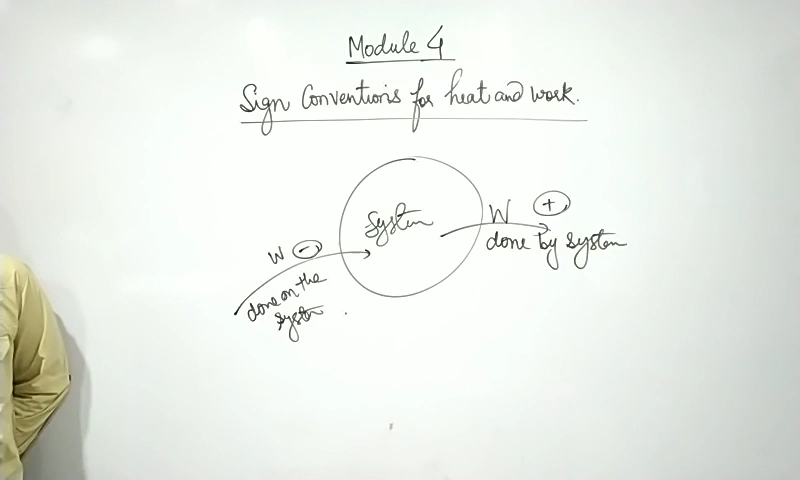 Module 4
Sign Conventions for heat and work.
System
W +
done by system
W -
done on the
system